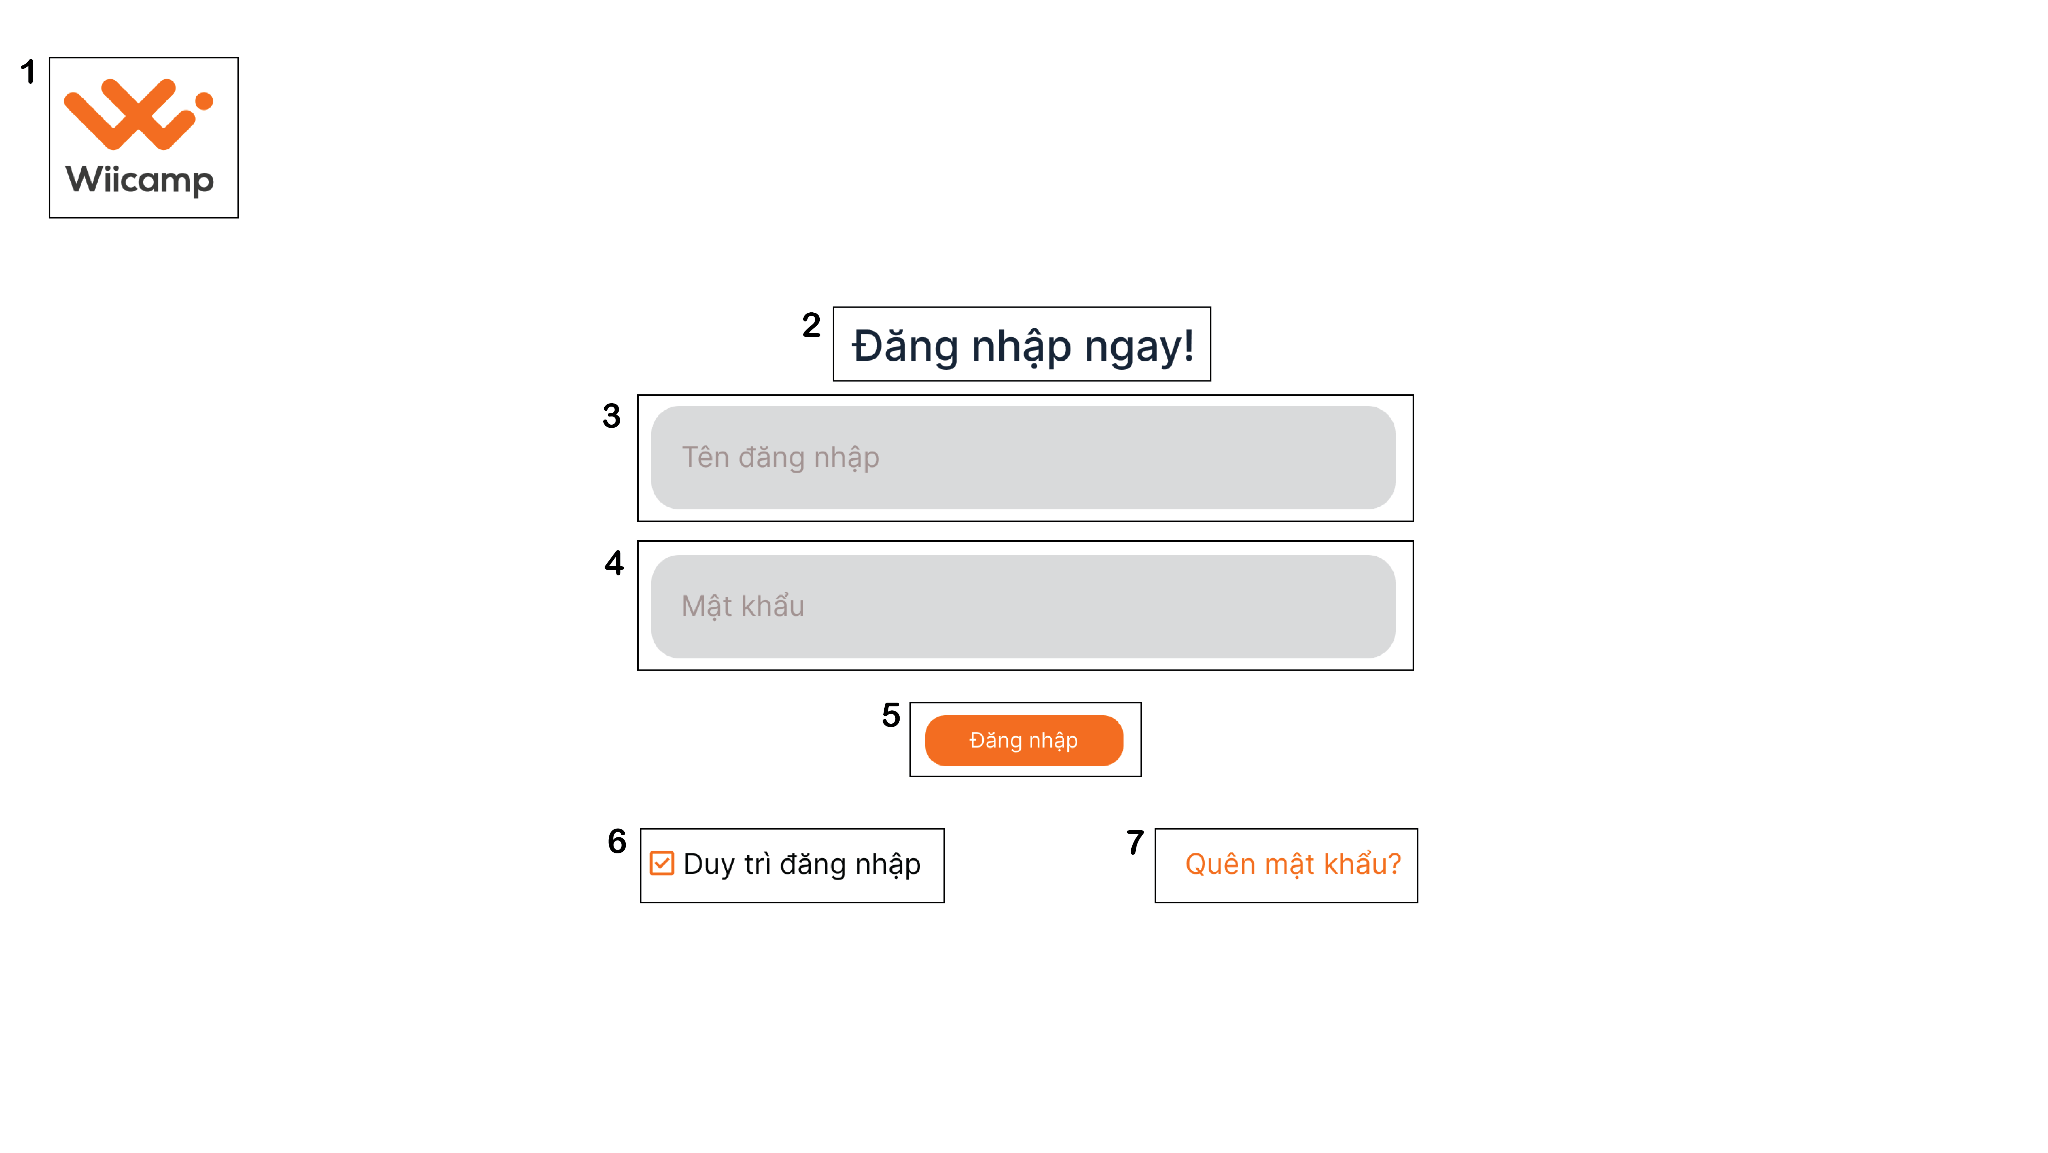 1
Wiicamp
2
Đăng nhập ngay!
3
Tên đăng nhập
4
Mật khẩu
5
Đăng nhập
6
Duy trì đăng nhập
7
Quên mật khẩu?